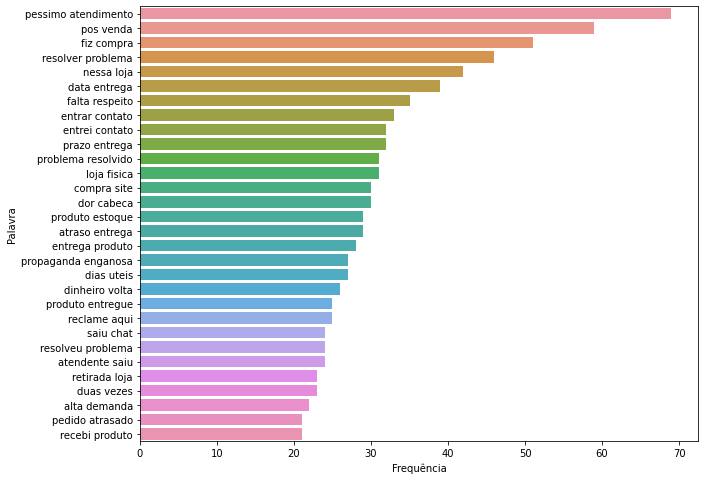 pessimo atendimento
pos venda
fiz compra
resolver problema
nessa loja
data entrega
falta respeito
entrar contato
entrei contato
prazo entrega
problema resolvido
loja fisica
compra site
dor cabeca
produto estoque
atraso entrega
entrega produto
propaganda enganosa
dias uteis
dinheiro volta
produto entregue
reclame aqui
saiu chat
resolveu problema
atendente saiu
retirada loja
duas vezes
alta demanda
pedido atrasado
recebi produto
Palavra
0 10 20 30 40 50 60 70
Frequência